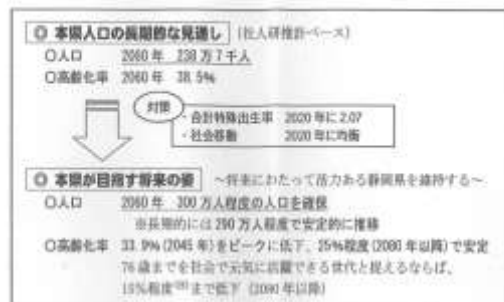 ◎ 本県人口の長期的な見通し (社人研推計ベース)
○人口 2060年 238万7千人
○高齢化率 2060年 38.5%
対策
・合計特殊出生率 2020年に2.07
・社会移動 2020年に均衡
◎ 本県が目指す将来の姿 ～将来にわたって活力ある静岡県を維持する～
○人口 2060年 300万人程度の人口を確保
※長期的には290万人程度で安定的に推移
○高齢化率 33.9%(2045年)をピークに低下、25%程度(2080年以降)で安定
76歳までを社会で元気に活躍できる世代と捉えるならば、
15%程度まで低下(2080年以降)